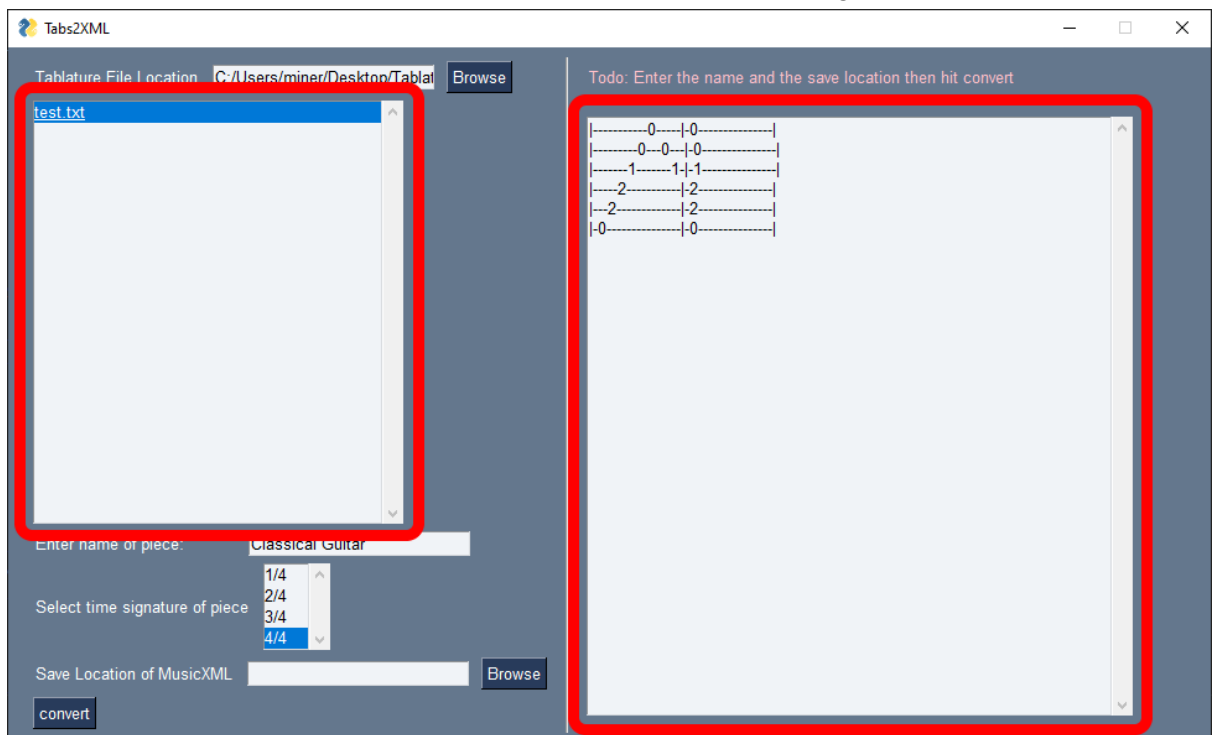 Tabs2XML
Tablature File Location C:/Users/miner/Desktop/Tablat Browse
test.txt
Enter name of piece: Classical Guitar
Select time signature of piece
1/4
2/4
3/4
4/4
Save Location of MusicXML Browse
convert
Todo: Enter the name and the save location then hit convert
|-----------0-----|-0---------------|
|---------0---0---|-0---------------|
|-------1-------1-|-1---------------|
|-----2-----------|-2---------------|
|---2-------------|-2---------------|
|-0---------------|-0---------------|